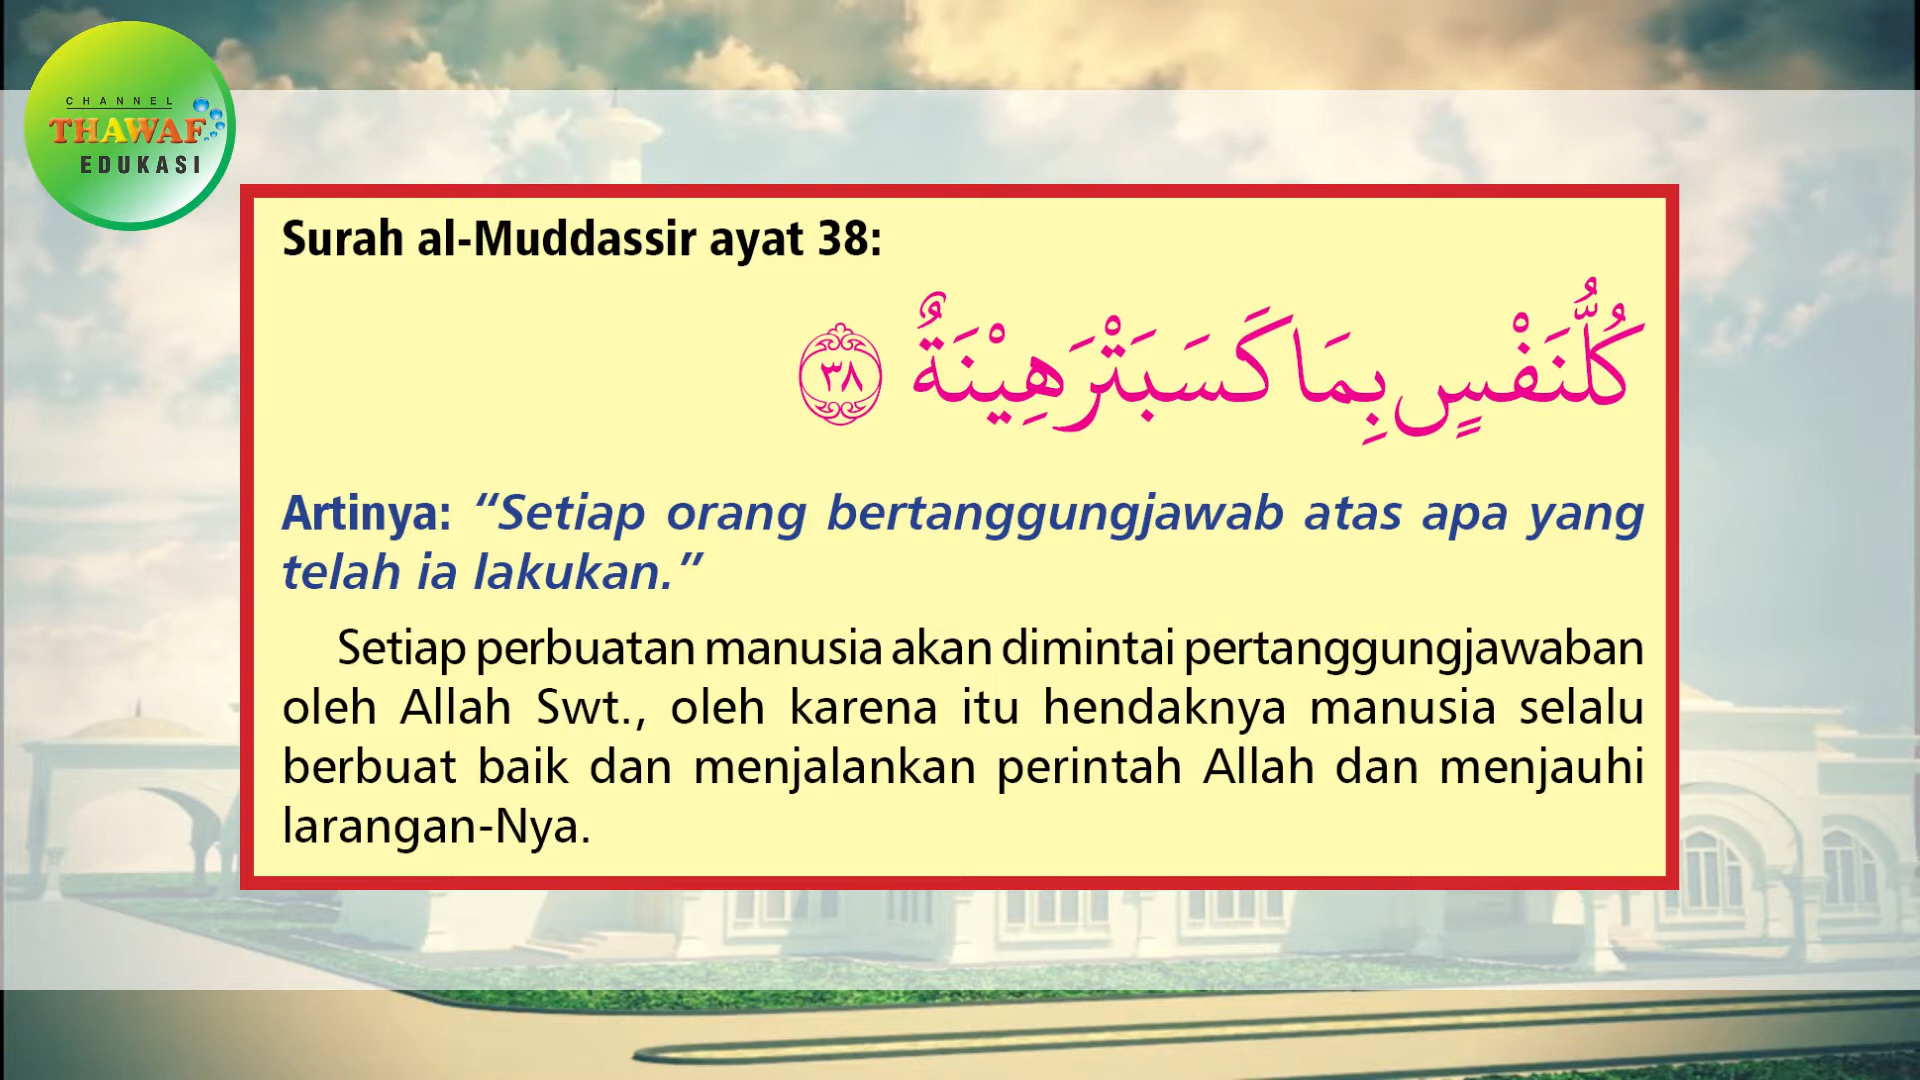 CHANNEL
THAWAF
EDUKASI
Surah al-Muddassir ayat 38:
كُلُّنَفْسٍ بِمَا كَسَبَتْرَهِيْنَةٌ ۙ ٣٨
Artinya: “Setiap orang bertanggungjawab atas apa yang
telah ia lakukan.”
Setiap perbuatan manusia akan dimintai pertanggungjawaban
oleh Allah Swt., oleh karena itu hendaknya manusia selalu
berbuat baik dan menjalankan perintah Allah dan menjauhi
larangan-Nya.